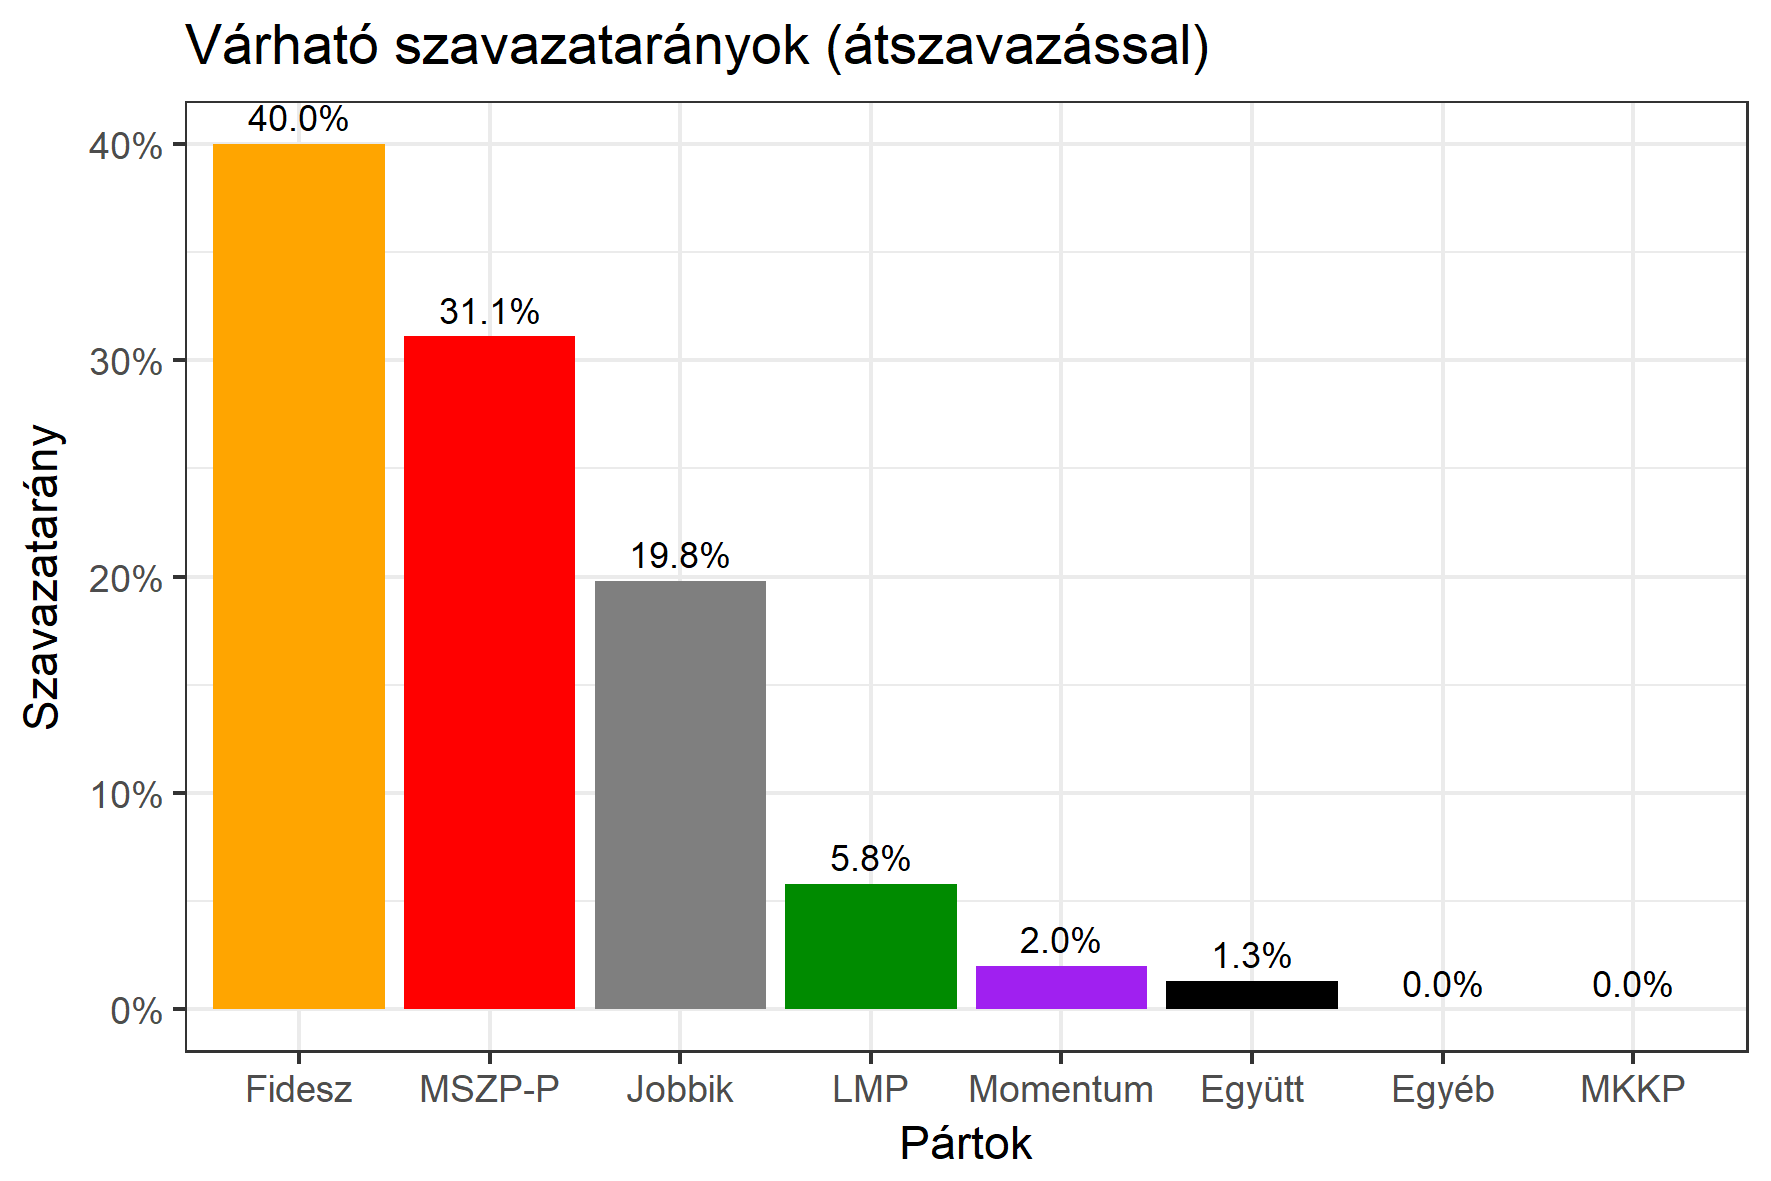 Várható szavazatarányok (átszavazással)
40.0%
31.1%
19.8%
5.8%
2.0%
1.3%
0.0%
0.0%
40%
30%
20%
10%
0%
Szavazatarány
Fidesz
MSZP-P
Jobbik
LMP
Momentum
Együtt
Egyéb
MKKP
Pártok